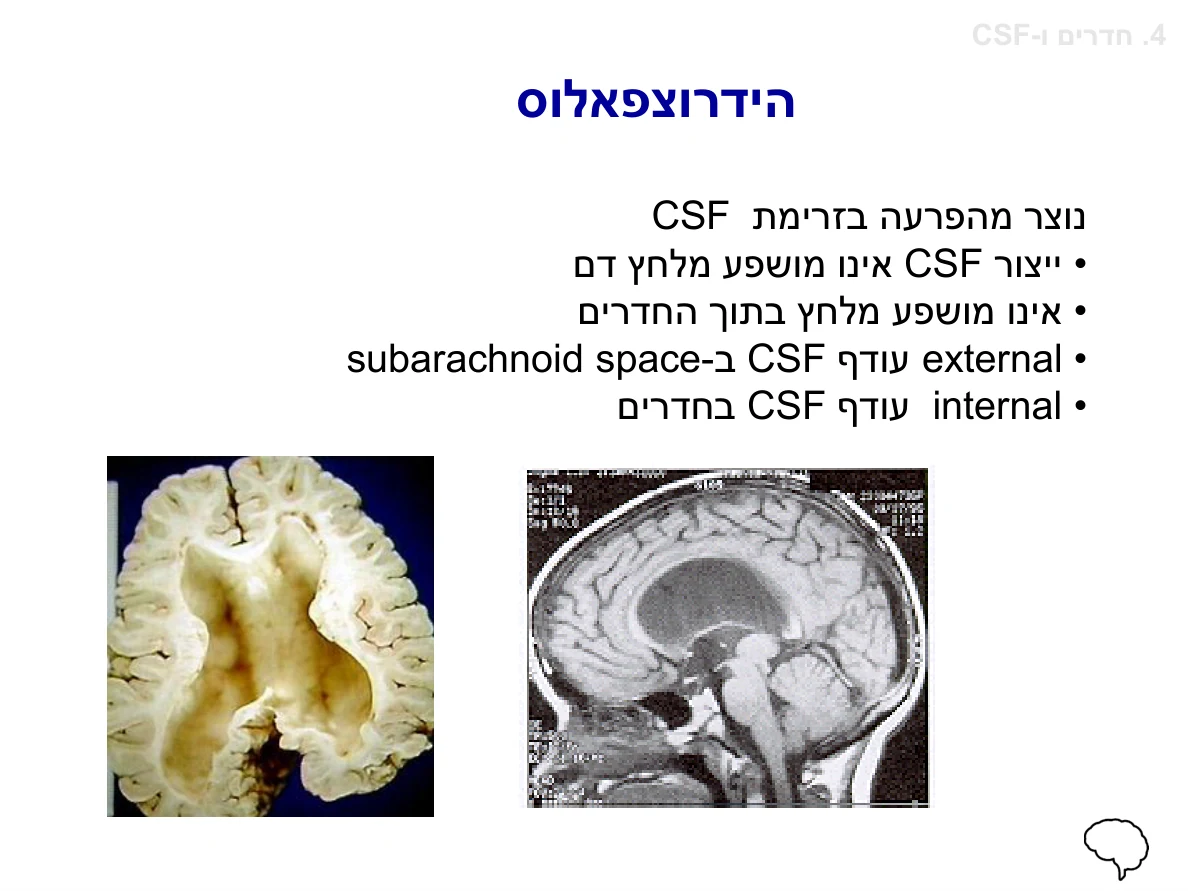 4. חדרים ו-CSF
הידרוצפאלוס
נוצר מהפרעה בזרימת CSF
• ייצור CSF אינו מושפע מלחץ דם
• אינו מושפע מלחץ בתוך החדרים
• external עודף CSF ב-subarachnoid space
• internal עודף CSF בחדרים